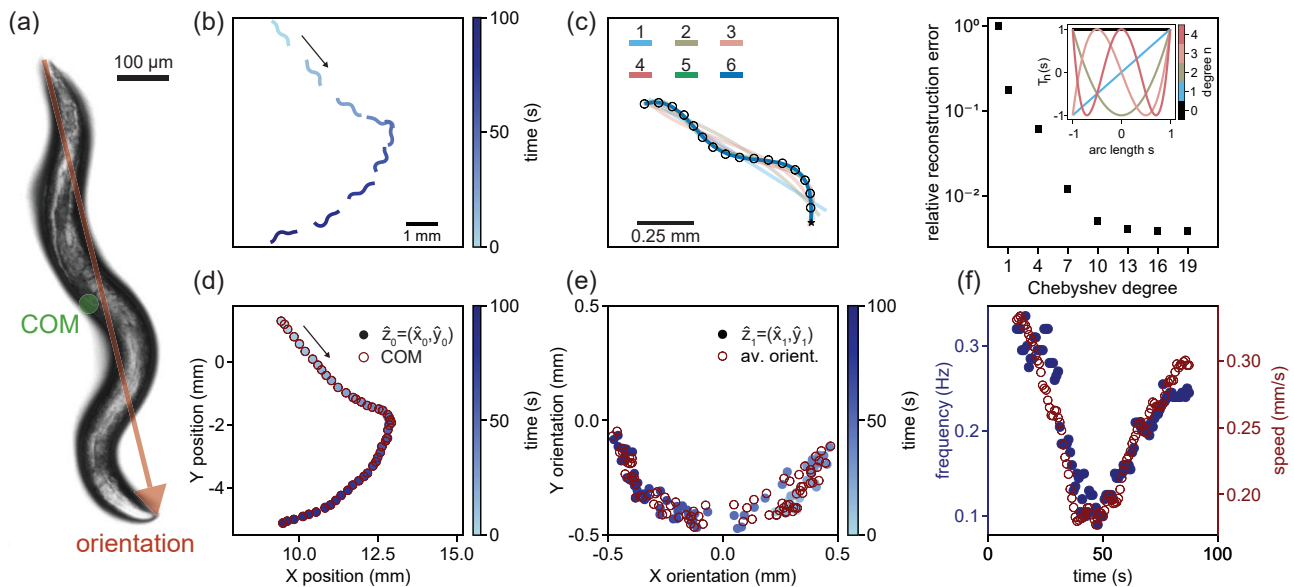 (a)
100 µm
COM
orientation
(b)
1 mm
100
50
0
time (s)
(c)
1 2 3
4 5 6
0.25 mm
10⁰
10⁻¹
10⁻²
relative reconstruction error
1 4 7 10 13 16 19
Chebyshev degree
1
0
-1
Tₙ(s)
-1 0 1
arc length s
4
3
2
1
0
degree n
(d)
ẑ₀=(x̂₀,ŷ₀)
COM
0
-2
-4
Y position (mm)
10.0 12.5 15.0
X position (mm)
100
50
0
time (s)
(e)
ẑ₁=(x̂₁,ŷ₁)
av. orient.
0.5
0.0
-0.5
Y orientation (mm)
-0.5 0.0 0.5
X orientation (mm)
100
50
0
time (s)
(f)
0.3
0.2
0.1
frequency (Hz)
0.30
0.25
0.20
speed (mm/s)
0 50 100
time (s)